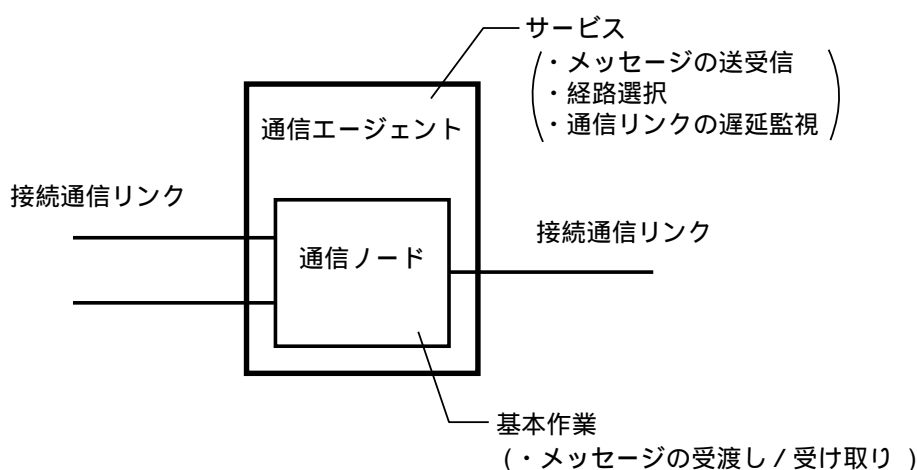 サービス
・メッセージの送受信
・経路選択
・通信リンクの遅延監視
通信エージェント
接続通信リンク
接続通信リンク
通信ノード
基本作業
(・メッセージの受渡し / 受け取り )